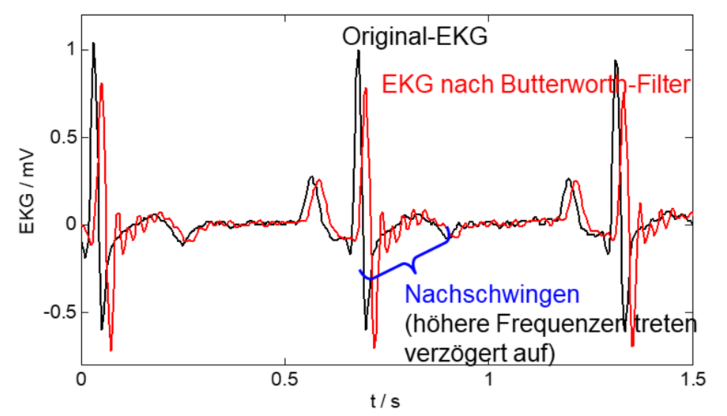 Original-EKG
EKG nach Butterworth-Filter
1
0.5
0
-0.5
EKG / mV
Nachschwingen
(höhere Frequenzen treten
verzögert auf)
0
0.5
1
1.5
t / s